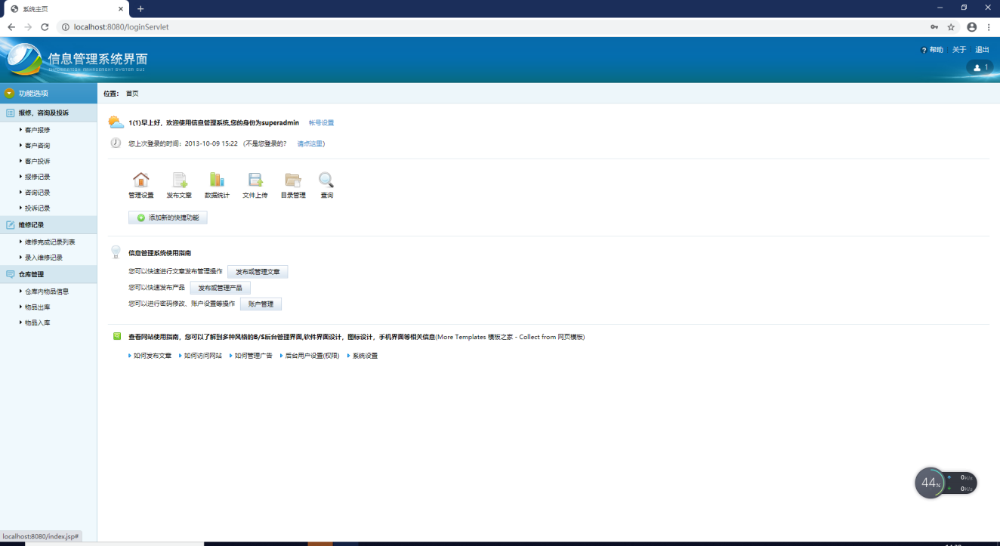 系统主页
localhost:8080/loginServlet
信息管理系统界面
INFORMATION MANAGEMENT SYSTEM GUI
帮助 关于 退出
1
功能选项
位置： 首页
报修，咨询及投诉
客户报修
客户咨询
客户投诉
报修记录
咨询记录
投诉记录
维修记录
维修完成记录列表
录入维修记录
仓库管理
仓库内物品信息
物品出库
物品入库
1(1)早上好，欢迎使用信息管理系统,您的身份为superadmin 帐号设置
您上次登录的时间：2013-10-09 15:22 （不是您登录的？ 请点这里）
管理设置 发布文章 数据统计 文件上传 目录管理 查询
添加新的快捷功能
信息管理系统使用指南
您可以快速进行文章发布管理操作 发布或管理文章
您可以快速发布产品 发布或管理产品
您可以进行密码修改、账户设置等操作 账户管理
查看网站使用指南，您可以了解到多种风格的B/S后台管理界面,软件界面设计，图标设计，手机界面等相关信息(More Templates 模板之家 - Collect from 网页模板)
如何发布文章 如何访问网站 如何管理广告 后台用户设置(权限) 系统设置
44%
0K/s
0K/s
localhost:8080/index.jsp#